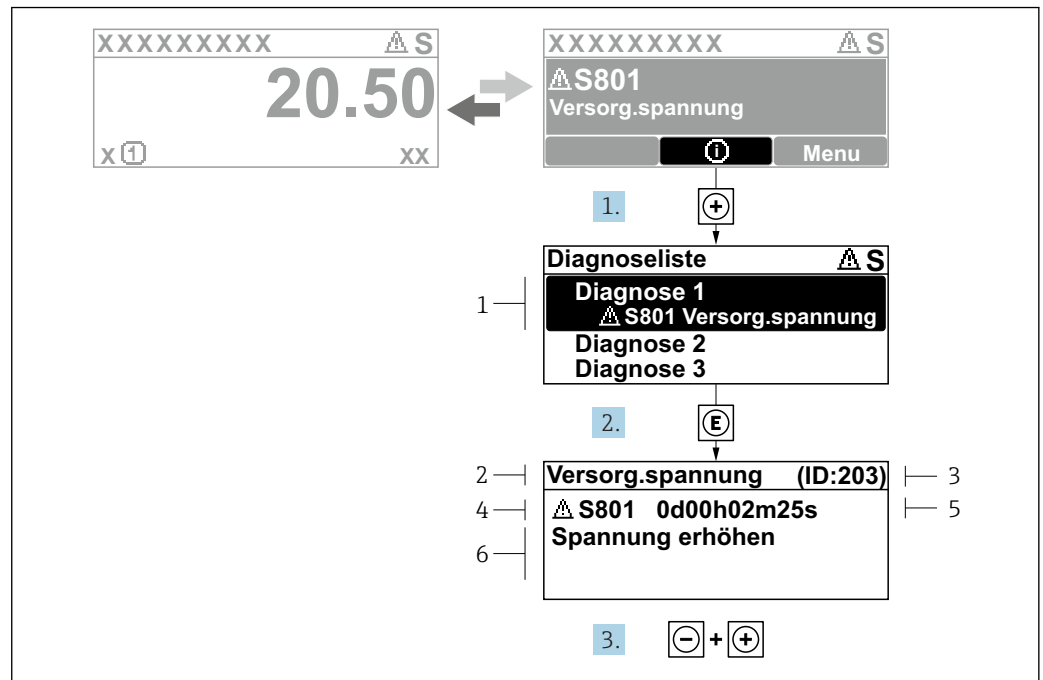 XXXXXXXXX ⚠ S
20.50
x ① xx
XXXXXXXXX ⚠ S
⚠ S801
Versorg.spannung
ⓘ Menu
1. ⊕
Diagnoseliste ⚠ S
1
Diagnose 1
⚠ S801 Versorg.spannung
Diagnose 2
Diagnose 3
2. Ⓔ
2 Versorg.spannung (ID:203) 3
4 ⚠ S801 0d00h02m25s 5
6 Spannung erhöhen
3. ⊖ + ⊕